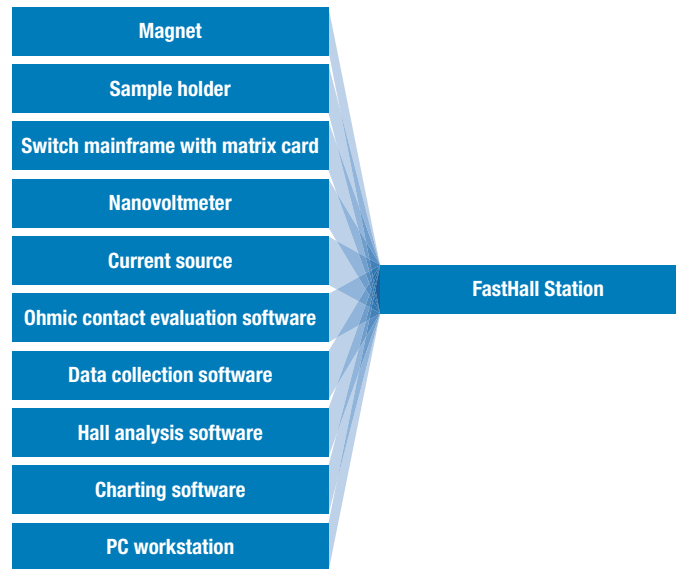 Magnet
Sample holder
Switch mainframe with matrix card
Nanovoltmeter
Current source
FastHall Station
Ohmic contact evaluation software
Data collection software
Hall analysis software
Charting software
PC workstation